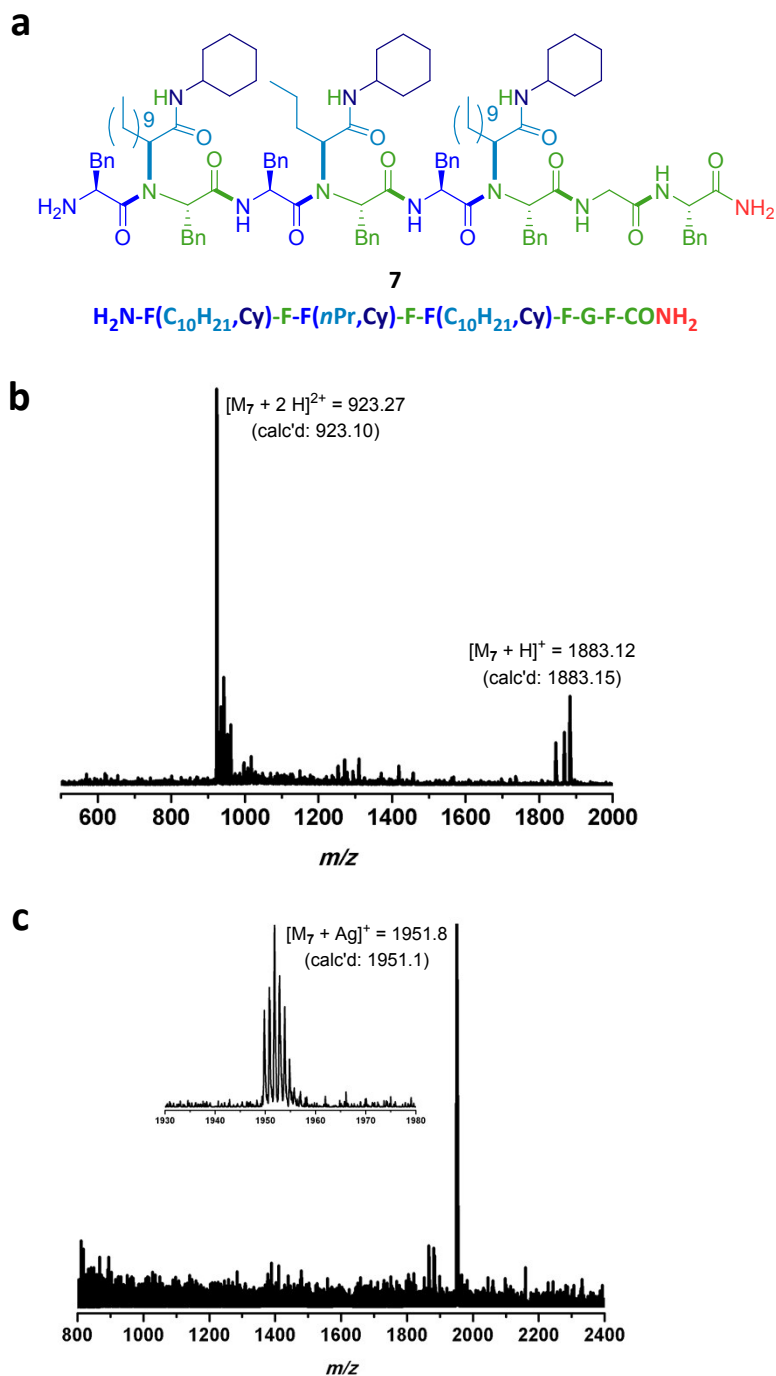 a
H
N
H
N
H
N
9
O
O
9
O
Bn
O
Bn
O
Bn
O
O
H₂N
N
N
H
N
N
H
N
N
H
H
N
NH₂
O
Bn
O
Bn
O
Bn
O
Bn
7
H₂N-F(C₁₀H₂₁,Cy)-F-F(nPr,Cy)-F-F(C₁₀H₂₁,Cy)-F-G-F-CONH₂
b
[M₇ + 2 H]²⁺ = 923.27
(calc'd: 923.10)
[M₇ + H]⁺ = 1883.12
(calc'd: 1883.15)
600 800 1000 1200 1400 1600 1800 2000
m/z
c
[M₇ + Ag]⁺ = 1951.8
(calc'd: 1951.1)
1930 1940 1950 1960 1970 1980
800 1000 1200 1400 1600 1800 2000 2200 2400
m/z